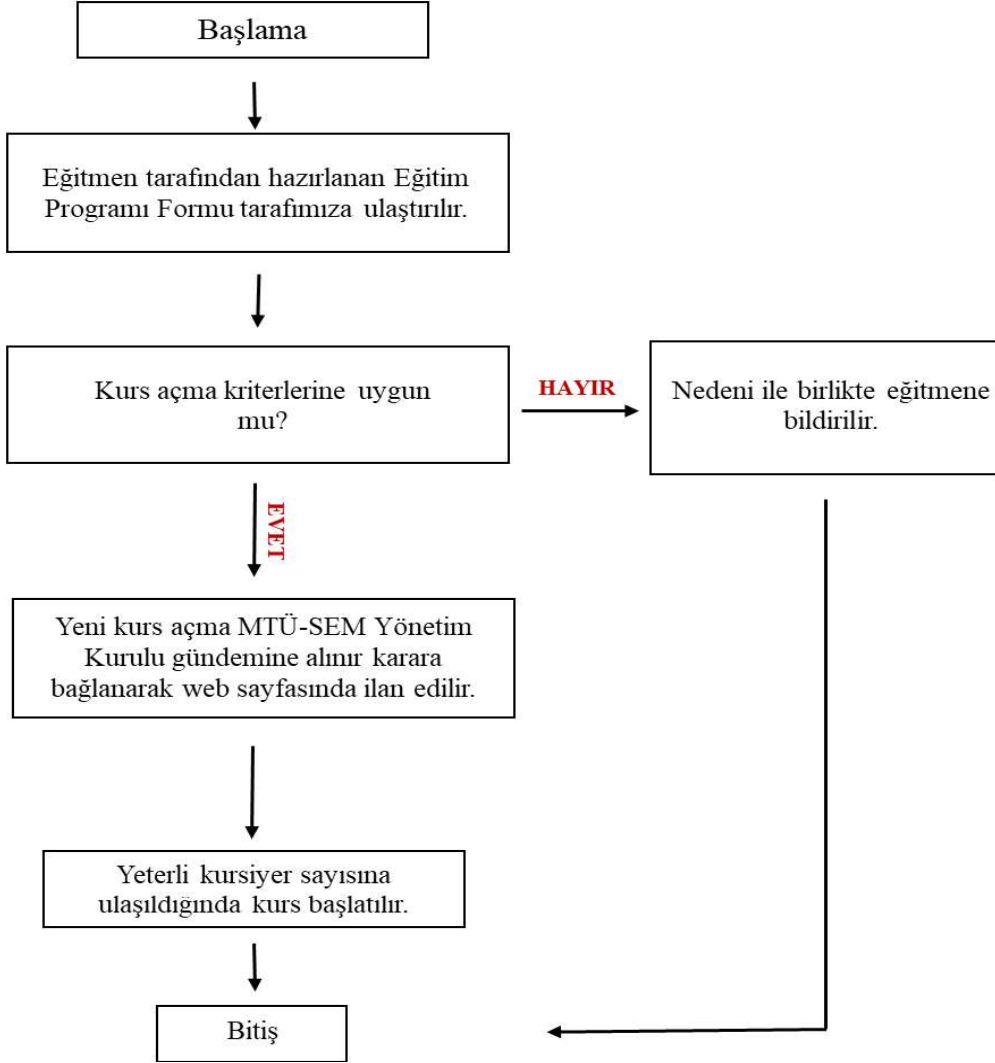 Başlama
Eğitmen tarafından hazırlanan Eğitim
Programı Formu tarafımıza ulaştırılır.
Kurs açma kriterlerine uygun
mu?
HAYIR
Nedeni ile birlikte eğitmene
bildirilir.
EVET
Yeni kurs açma MTÜ-SEM Yönetim
Kurulu gündemine alınır karara
bağlanarak web sayfasında ilan edilir.
Yeterli kursiyer sayısına
ulaşıldığında kurs başlatılır.
Bitiş